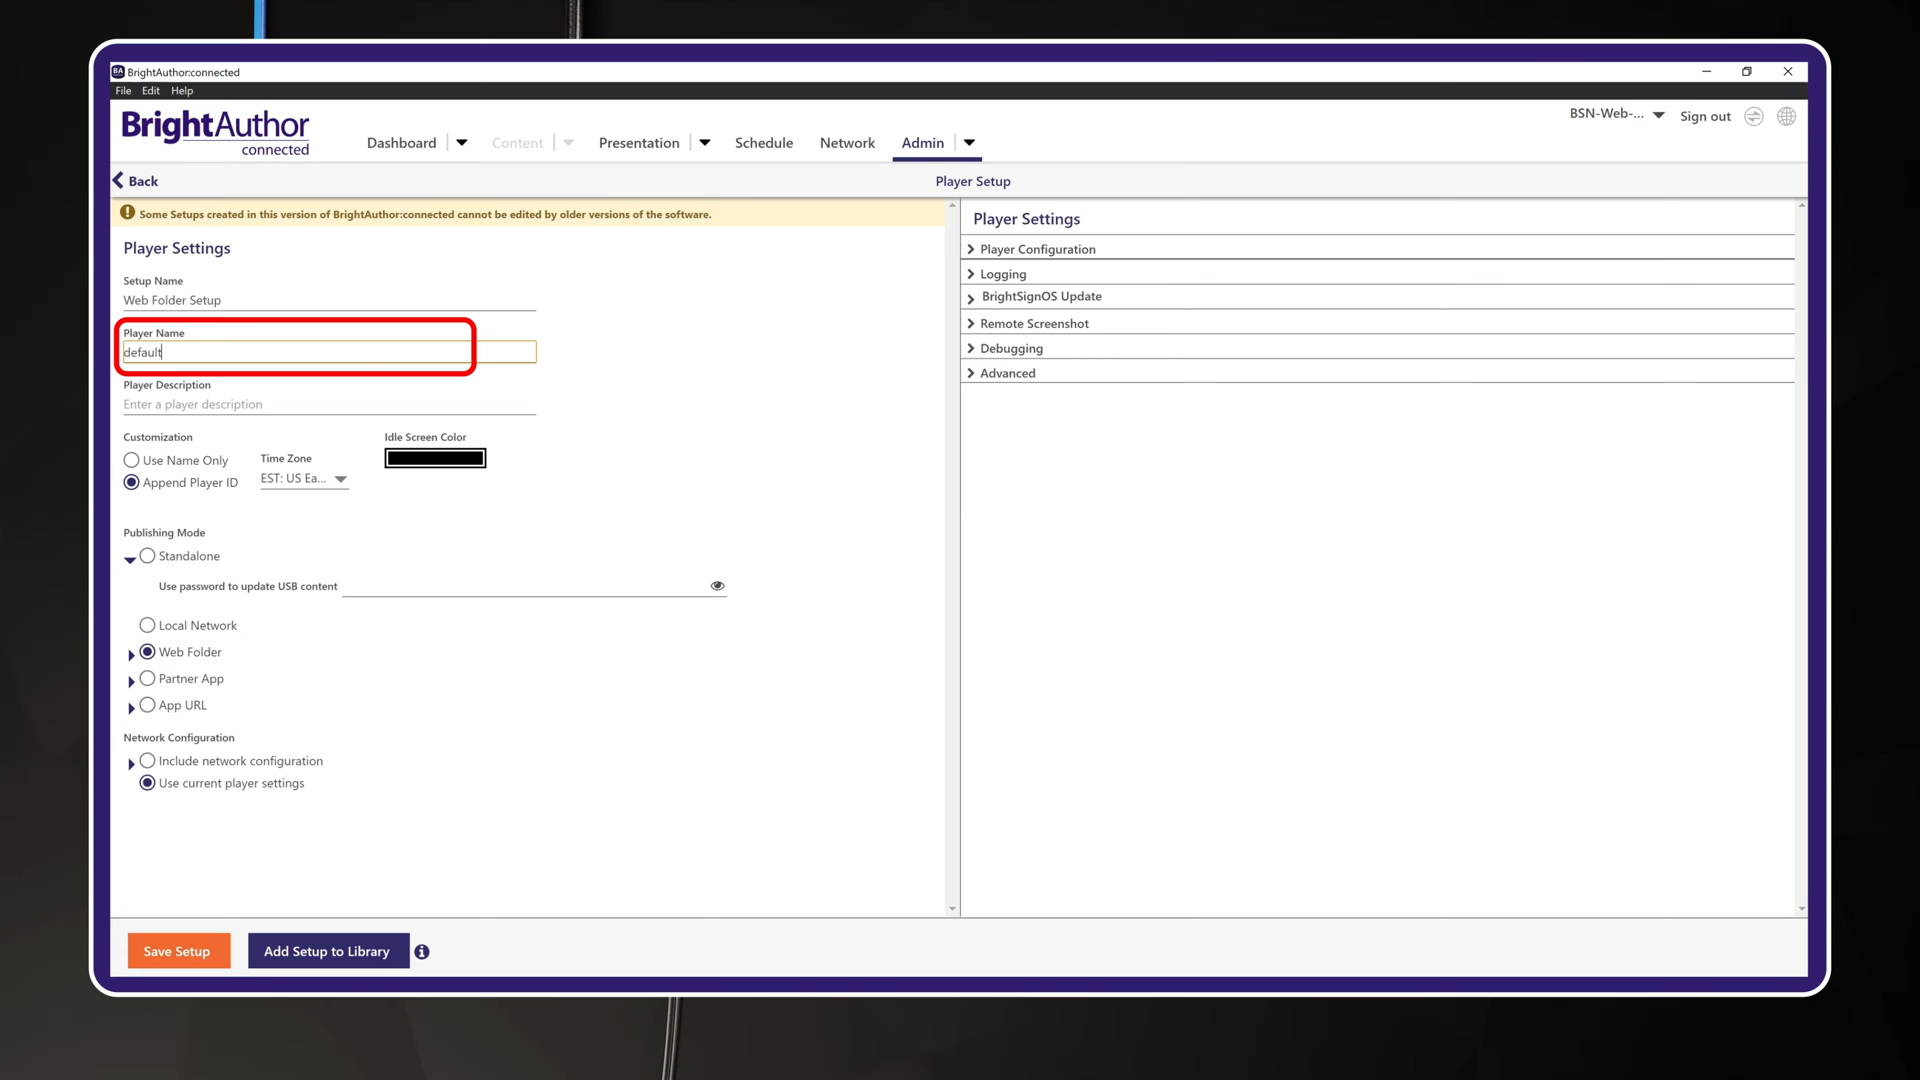 BA BrightAuthor:connected
File Edit Help
BrightAuthor
connected
Dashboard Content Presentation Schedule Network Admin
BSN-Web-... Sign out
Back
Player Setup
Some Setups created in this version of BrightAuthor:connected cannot be edited by older versions of the software.
Player Settings
Setup Name
Web Folder Setup
Player Name
default
Player Description
Enter a player description
Customization
Use Name Only
Append Player ID
Time Zone
EST: US Ea...
Idle Screen Color
Publishing Mode
Standalone
Use password to update USB content
Local Network
Web Folder
Partner App
App URL
Network Configuration
Include network configuration
Use current player settings
Player Settings
Player Configuration
Logging
BrightSignOS Update
Remote Screenshot
Debugging
Advanced
Save Setup
Add Setup to Library